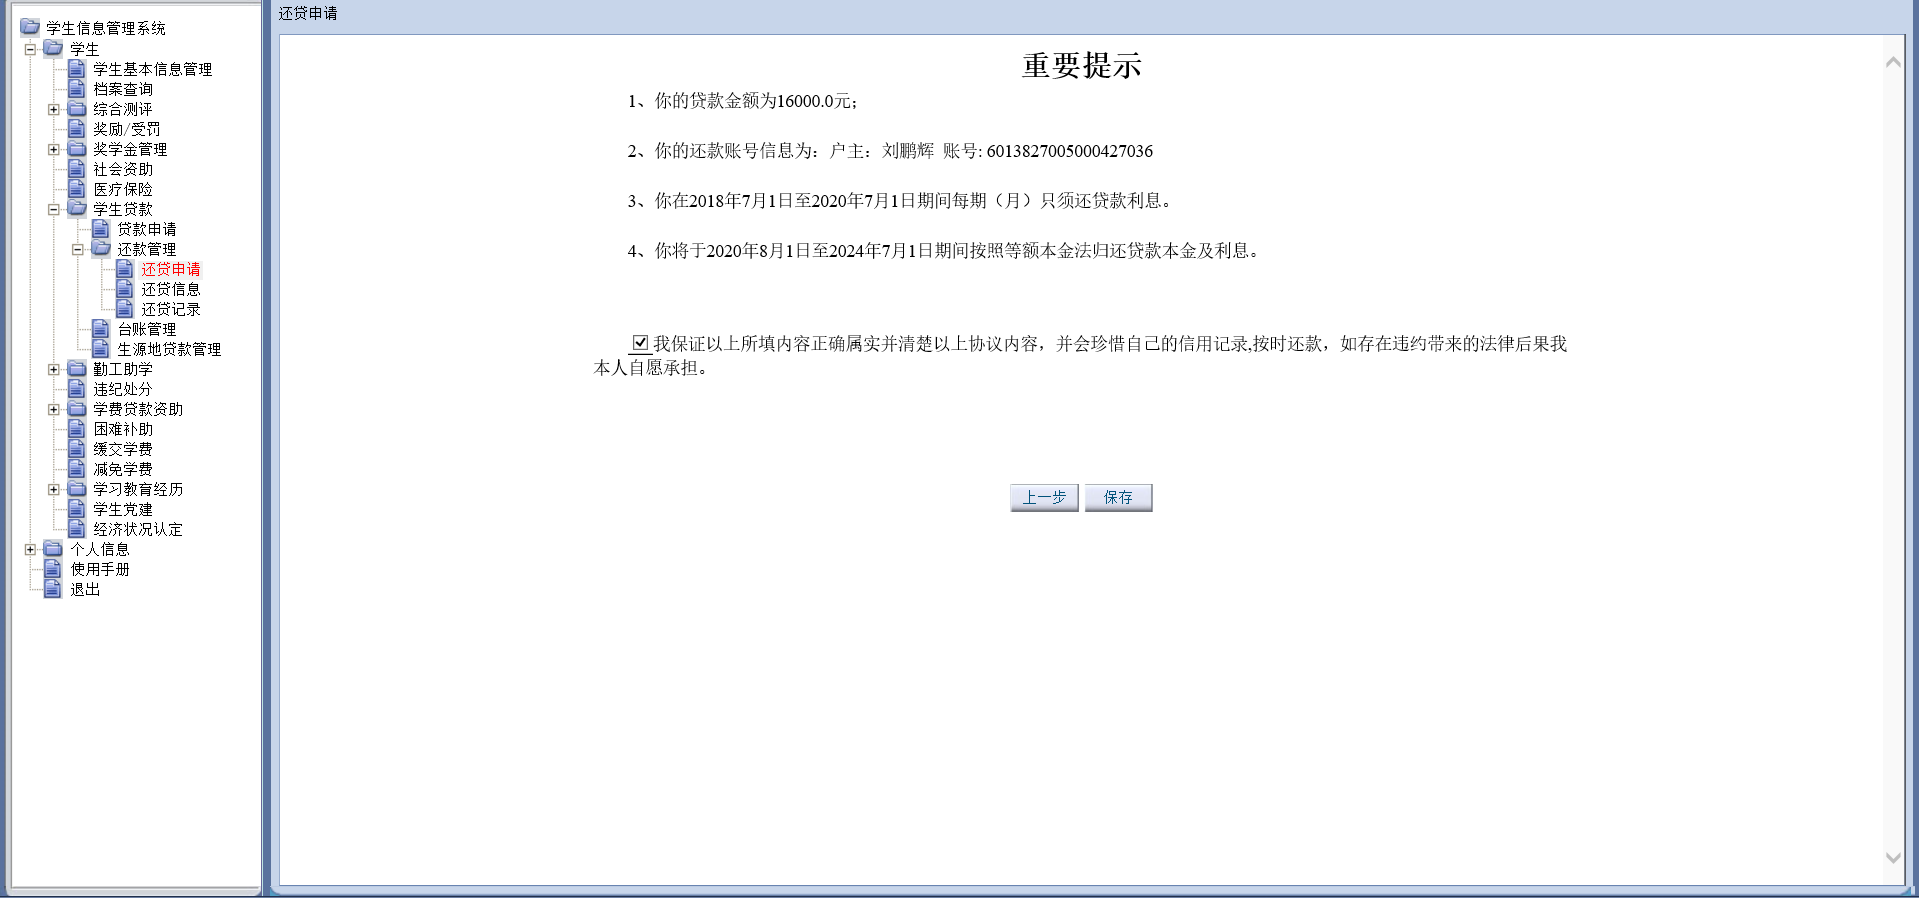 学生信息管理系统
学生
学生基本信息管理
档案查询
综合测评
奖励/受罚
奖学金管理
社会资助
医疗保险
学生贷款
贷款申请
还款管理
还贷申请
还贷信息
还贷记录
台账管理
生源地贷款管理
勤工助学
违纪处分
学费贷款资助
困难补助
缓交学费
减免学费
学习教育经历
学生党建
经济状况认定
个人信息
使用手册
退出
还贷申请
重要提示
1、你的贷款金额为16000.0元；
2、你的还款账号信息为：户主：刘鹏辉 账号: 6013827005000427036
3、你在2018年7月1日至2020年7月1日期间每期（月）只须还贷款利息。
4、你将于2020年8月1日至2024年7月1日期间按照等额本金法归还贷款本金及利息。
我保证以上所填内容正确属实并清楚以上协议内容，并会珍惜自己的信用记录,按时还款，如存在违约带来的法律后果我
本人自愿承担。
上一步 保存